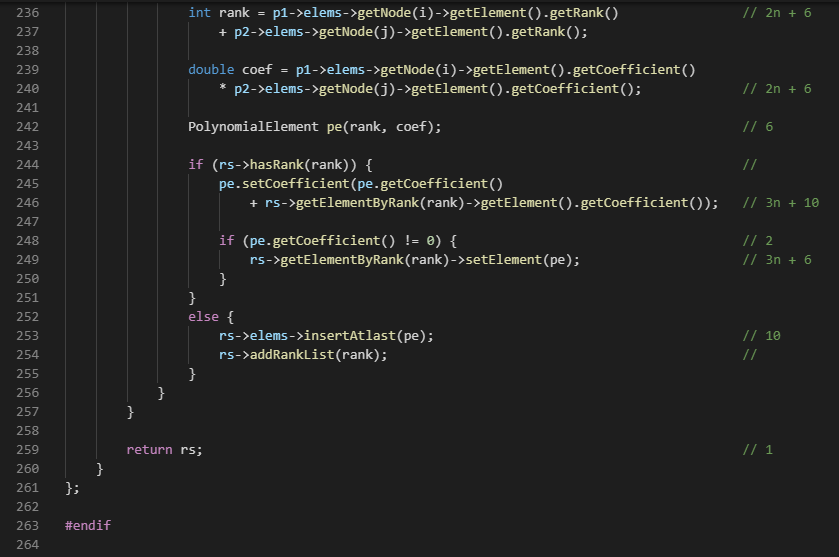 236 int rank = p1->elems->getNode(i)->getElement().getRank() // 2n + 6
237 + p2->elems->getNode(j)->getElement().getRank();
238
239 double coef = p1->elems->getNode(i)->getElement().getCoefficient()
240 * p2->elems->getNode(j)->getElement().getCoefficient(); // 2n + 6
241
242 PolynomialElement pe(rank, coef); // 6
243
244 if (rs->hasRank(rank)) { //
245 pe.setCoefficient(pe.getCoefficient()
246 + rs->getElementByRank(rank)->getElement().getCoefficient()); // 3n + 10
247
248 if (pe.getCoefficient() != 0) { // 2
249 rs->getElementByRank(rank)->setElement(pe); // 3n + 6
250 }
251 }
252 else {
253 rs->elems->insertAtlast(pe); // 10
254 rs->addRankList(rank); //
255 }
256 }
257 }
258
259 return rs; // 1
260 }
261 };
262
263 #endif
264